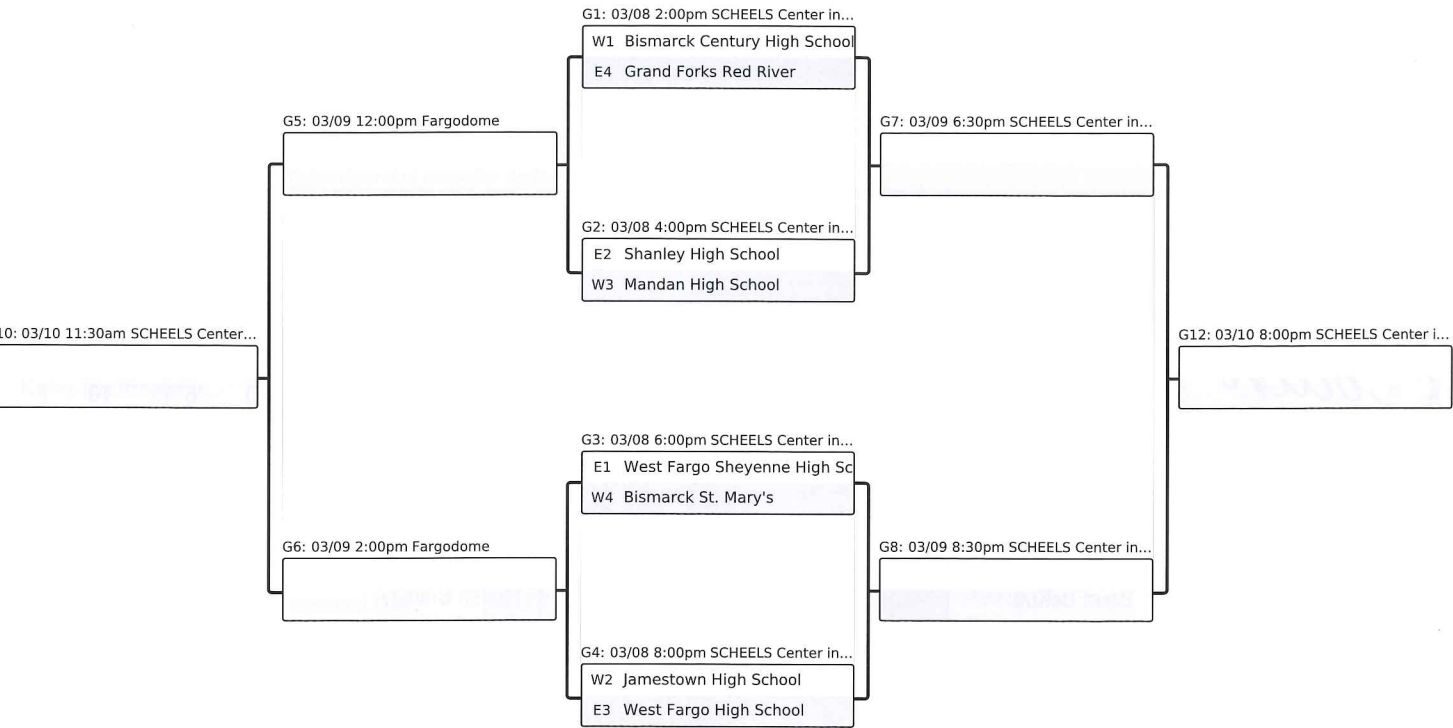 G1: 03/08 2:00pm SCHEELS Center in...
W1 Bismarck Century High School
E4 Grand Forks Red River
G5: 03/09 12:00pm Fargodome
G7: 03/09 6:30pm SCHEELS Center in...
G2: 03/08 4:00pm SCHEELS Center in...
E2 Shanley High School
W3 Mandan High School
10: 03/10 11:30am SCHEELS Center...
G12: 03/10 8:00pm SCHEELS Center i...
G3: 03/08 6:00pm SCHEELS Center in...
E1 West Fargo Sheyenne High Sc
W4 Bismarck St. Mary's
G6: 03/09 2:00pm Fargodome
G8: 03/09 8:30pm SCHEELS Center in...
G4: 03/08 8:00pm SCHEELS Center in...
W2 Jamestown High School
E3 West Fargo High School